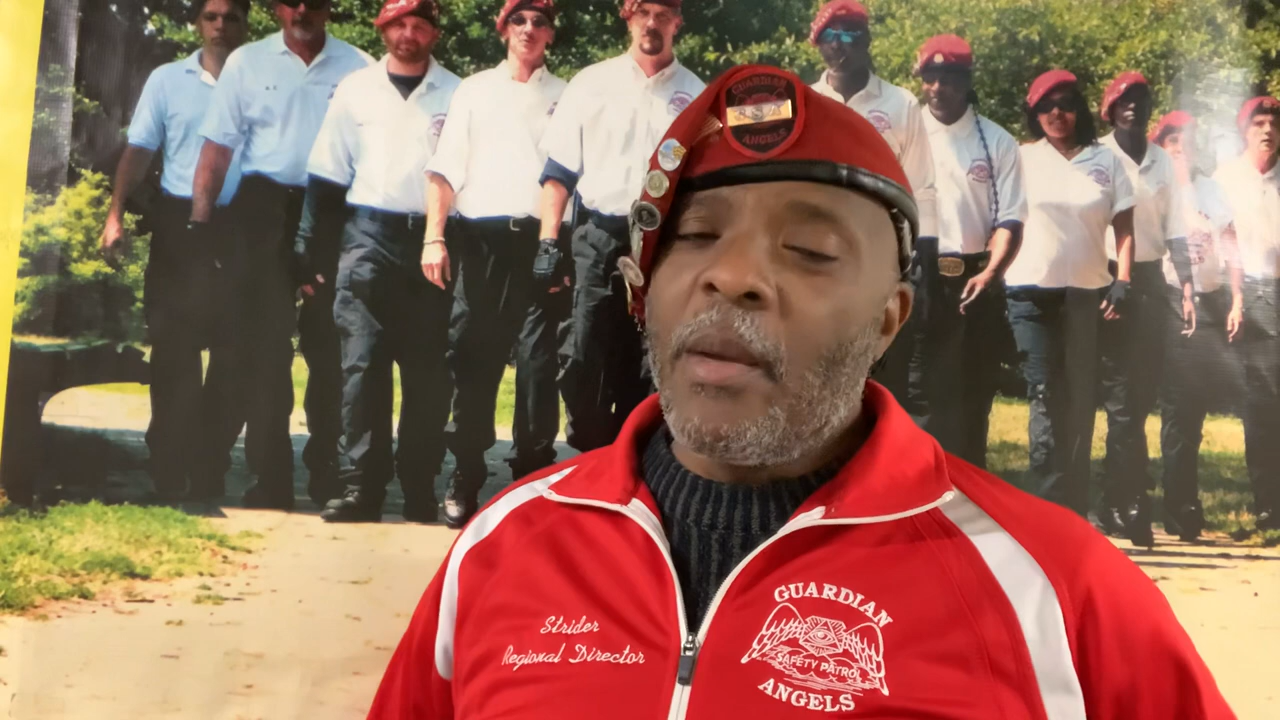 GUARDIAN
ANGELS
Strider
Regional Director
GUARDIAN
SAFETY PATROL
ANGELS